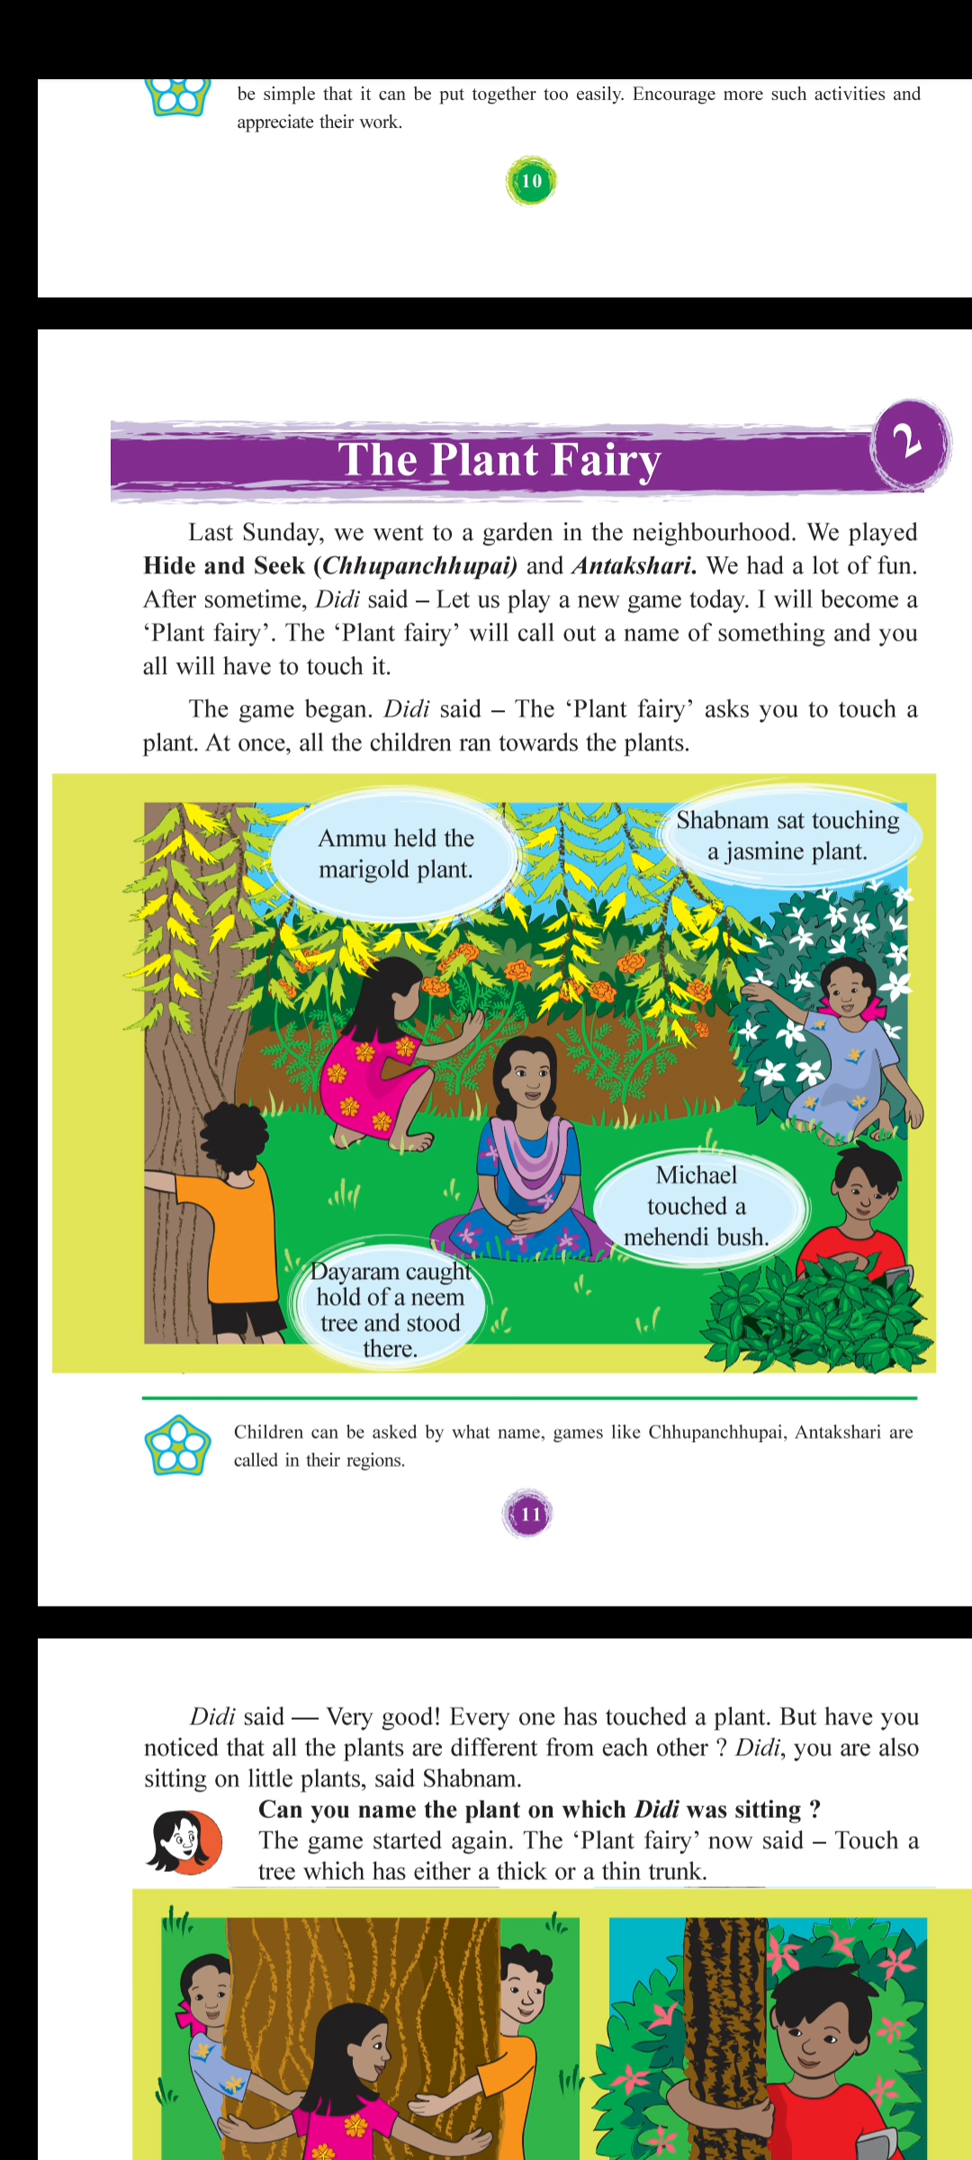 be simple that it can be put together too easily. Encourage more such activities and
appreciate their work.
10
The Plant Fairy
2
Last Sunday, we went to a garden in the neighbourhood. We played
Hide and Seek (Chhupanchhupai) and Antakshari. We had a lot of fun.
After sometime, Didi said – Let us play a new game today. I will become a
‘Plant fairy’. The ‘Plant fairy’ will call out a name of something and you
all will have to touch it.
The game began. Didi said – The ‘Plant fairy’ asks you to touch a
plant. At once, all the children ran towards the plants.
Ammu held the
marigold plant.
Shabnam sat touching
a jasmine plant.
Michael
touched a
mehendi bush.
Dayaram caught
hold of a neem
tree and stood
there.
Children can be asked by what name, games like Chhupanchhupai, Antakshari are
called in their regions.
11
Didi said — Very good! Every one has touched a plant. But have you
noticed that all the plants are different from each other ? Didi, you are also
sitting on little plants, said Shabnam.
Can you name the plant on which Didi was sitting ?
The game started again. The ‘Plant fairy’ now said – Touch a
tree which has either a thick or a thin trunk.